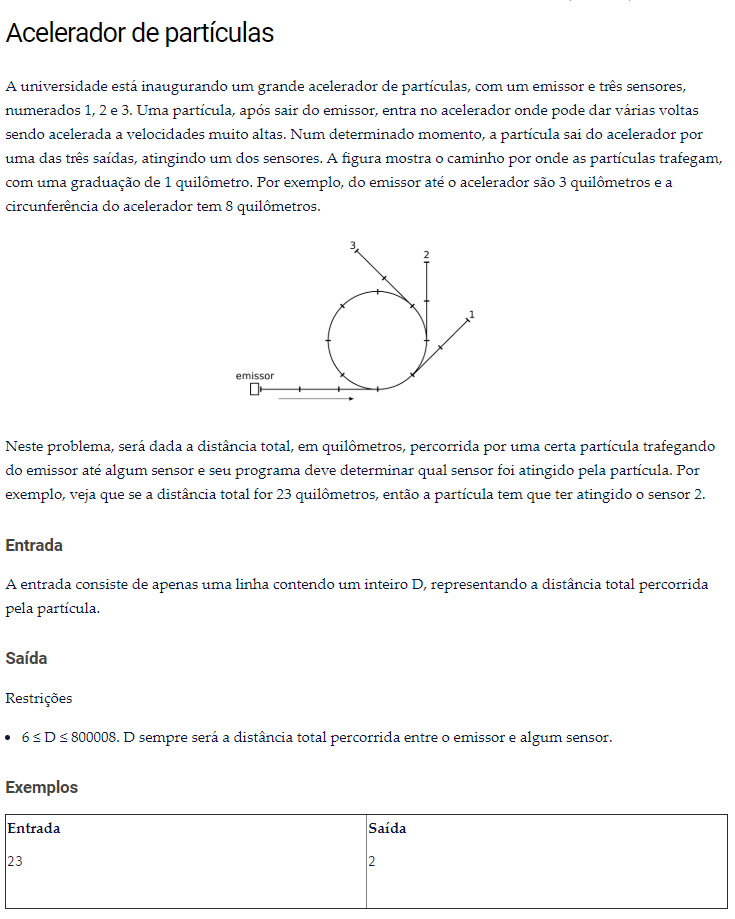 Acelerador de partículas
A universidade está inaugurando um grande acelerador de partículas, com um emissor e três sensores,
numerados 1, 2 e 3. Uma partícula, após sair do emissor, entra no acelerador onde pode dar várias voltas
sendo acelerada a velocidades muito altas. Num determinado momento, a partícula sai do acelerador por
uma das três saídas, atingindo um dos sensores. A figura mostra o caminho por onde as partículas trafegam,
com uma graduação de 1 quilômetro. Por exemplo, do emissor até o acelerador são 3 quilômetros e a
circunferência do acelerador tem 8 quilômetros.
3
2
1
emissor
Neste problema, será dada a distância total, em quilômetros, percorrida por uma certa partícula trafegando
do emissor até algum sensor e seu programa deve determinar qual sensor foi atingido pela partícula. Por
exemplo, veja que se a distância total for 23 quilômetros, então a partícula tem que ter atingido o sensor 2.
Entrada
A entrada consiste de apenas uma linha contendo um inteiro D, representando a distância total percorrida
pela partícula.
Saída
Restrições
• 6 ≤ D ≤ 800008. D sempre será a distância total percorrida entre o emissor e algum sensor.
Exemplos
Entrada
Saída
23
2